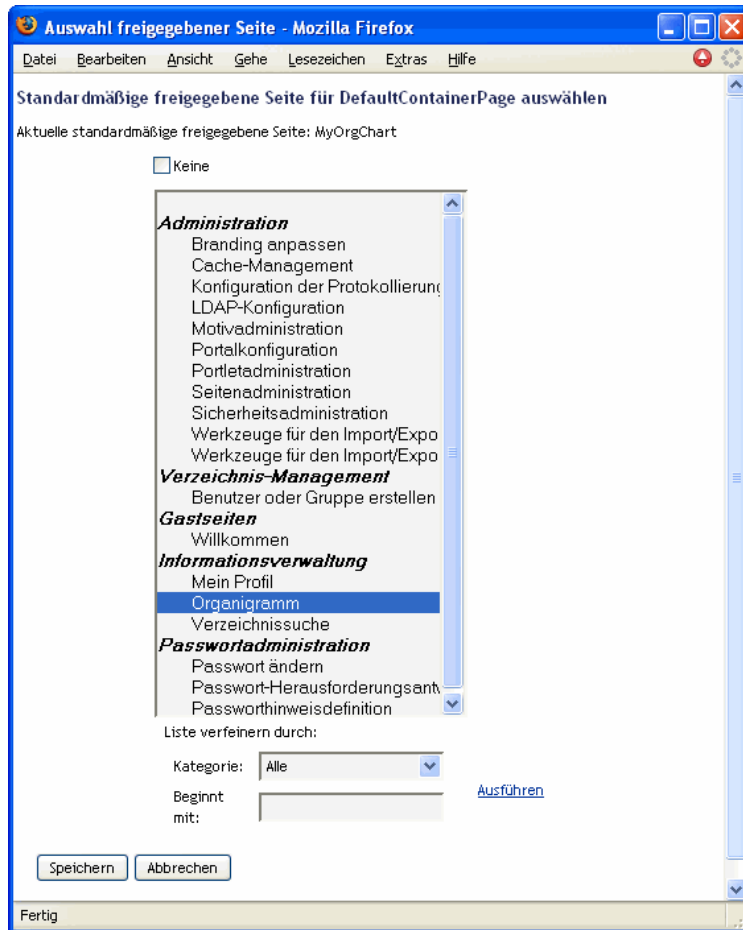 Auswahl freigegebener Seite - Mozilla Firefox
Datei Bearbeiten Ansicht Gehe Lesezeichen Extras Hilfe
Standardmäßige freigegebene Seite für DefaultContainerPage auswählen
Aktuelle standardmäßige freigegebene Seite: MyOrgChart
Keine
Administration
Branding anpassen
Cache-Management
Konfiguration der Protokollierung
LDAP-Konfiguration
Motivadministration
Portalkonfiguration
Portletadministration
Seitenadministration
Sicherheitsadministration
Werkzeuge für den Import/Expo
Werkzeuge für den Import/Expo
Verzeichnis-Management
Benutzer oder Gruppe erstellen
Gastseiten
Willkommen
Informationsverwaltung
Mein Profil
Organigramm
Verzeichnissuche
Passwortadministration
Passwort ändern
Passwort-Herausforderungsantw
Passworthinweisdefinition
Liste verfeinern durch:
Kategorie: Alle
Beginnt
mit:
Ausführen
Speichern Abbrechen
Fertig